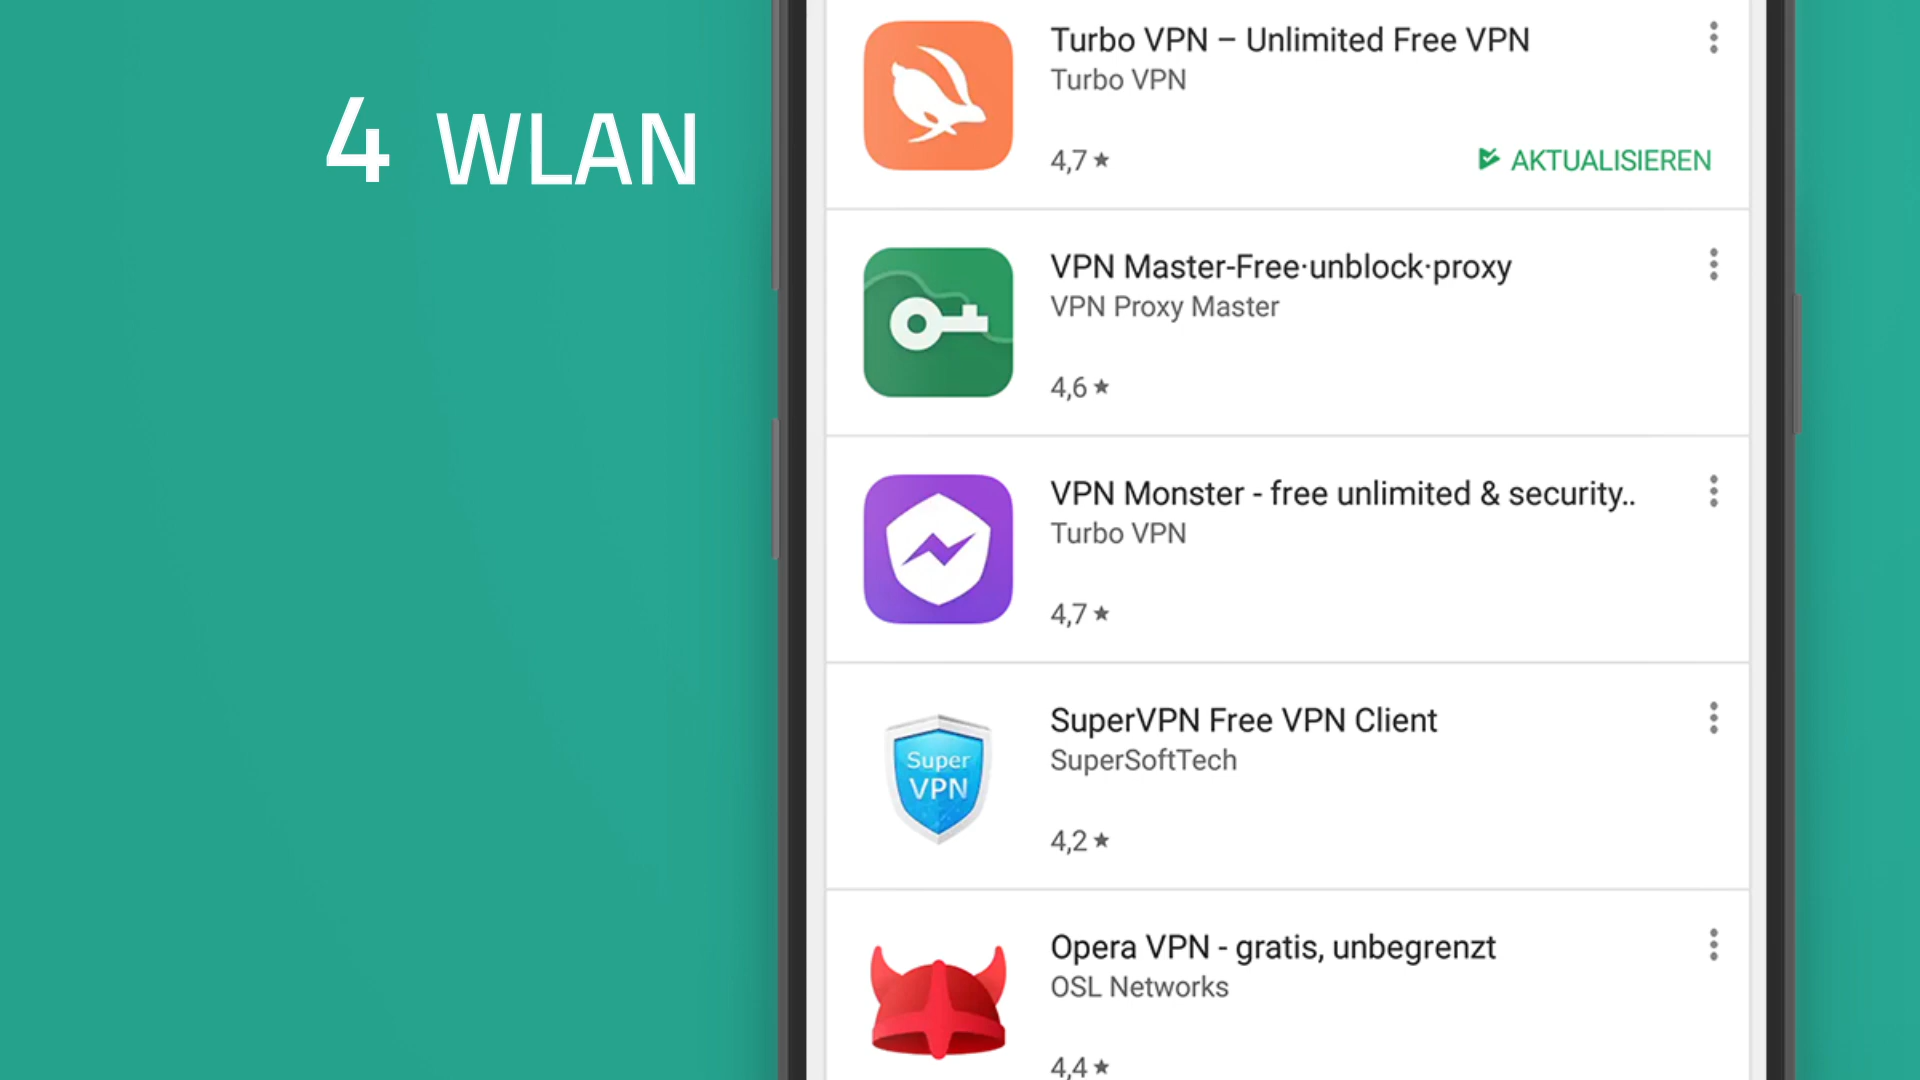 4 WLAN
Turbo VPN – Unlimited Free VPN
Turbo VPN
4,7 ★
AKTUALISIEREN
VPN Master-Free·unblock·proxy
VPN Proxy Master
4,6 ★
VPN Monster - free unlimited & security..
Turbo VPN
4,7 ★
Super
VPN
SuperVPN Free VPN Client
SuperSoftTech
4,2 ★
Opera VPN - gratis, unbegrenzt
OSL Networks
4,4 ★